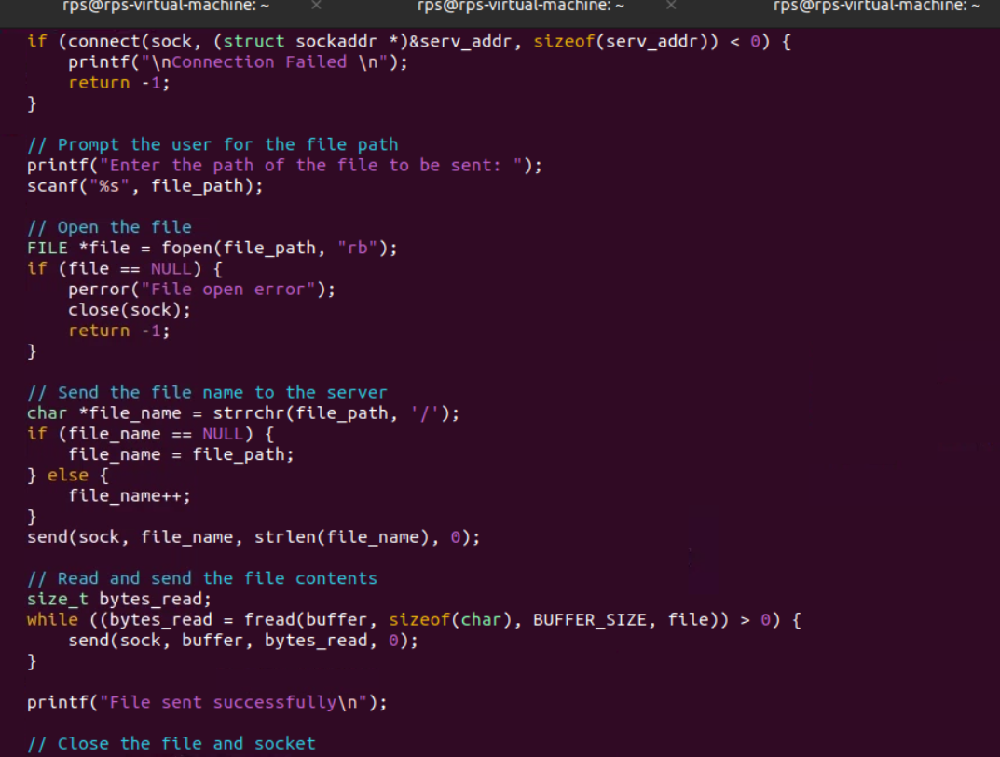 rps@rps-virtual-machine: ~ × rps@rps-virtual-machine: ~ × rps@rps-virtual-machine: ~
if (connect(sock, (struct sockaddr *)&serv_addr, sizeof(serv_addr)) < 0) {
    printf("\nConnection Failed \n");
    return -1;
}

// Prompt the user for the file path
printf("Enter the path of the file to be sent: ");
scanf("%s", file_path);

// Open the file
FILE *file = fopen(file_path, "rb");
if (file == NULL) {
    perror("File open error");
    close(sock);
    return -1;
}

// Send the file name to the server
char *file_name = strrchr(file_path, '/');
if (file_name == NULL) {
    file_name = file_path;
} else {
    file_name++;
}
send(sock, file_name, strlen(file_name), 0);

// Read and send the file contents
size_t bytes_read;
while ((bytes_read = fread(buffer, sizeof(char), BUFFER_SIZE, file)) > 0) {
    send(sock, buffer, bytes_read, 0);
}

printf("File sent successfully\n");

// Close the file and socket